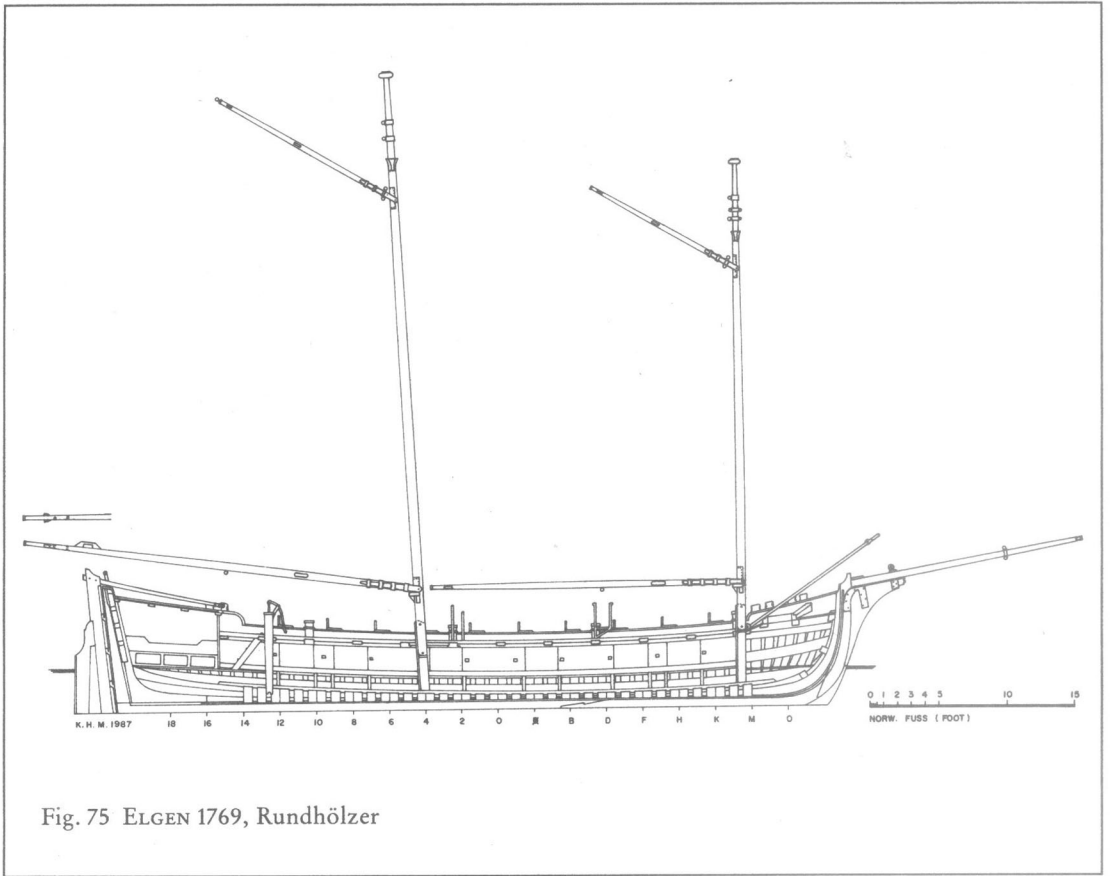 K. H. M. 1987
18 16 14 12 10 8 6 4 2 0 B D F H K M O
0 1 2 3 4 5 10 15
NORW. FUSS ( FOOT )
Fig. 75 ELGEN 1769, Rundhölzer